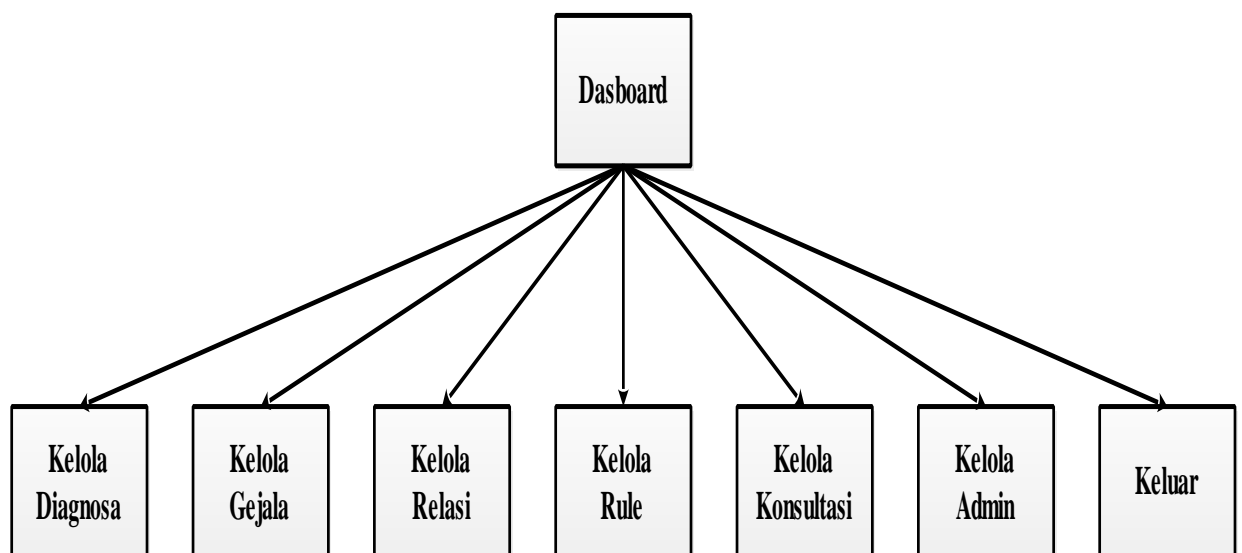 Dasboard
Kelola
Diagnosa
Kelola
Gejala
Kelola
Relasi
Kelola
Rule
Kelola
Konsultasi
Kelola
Admin
Keluar